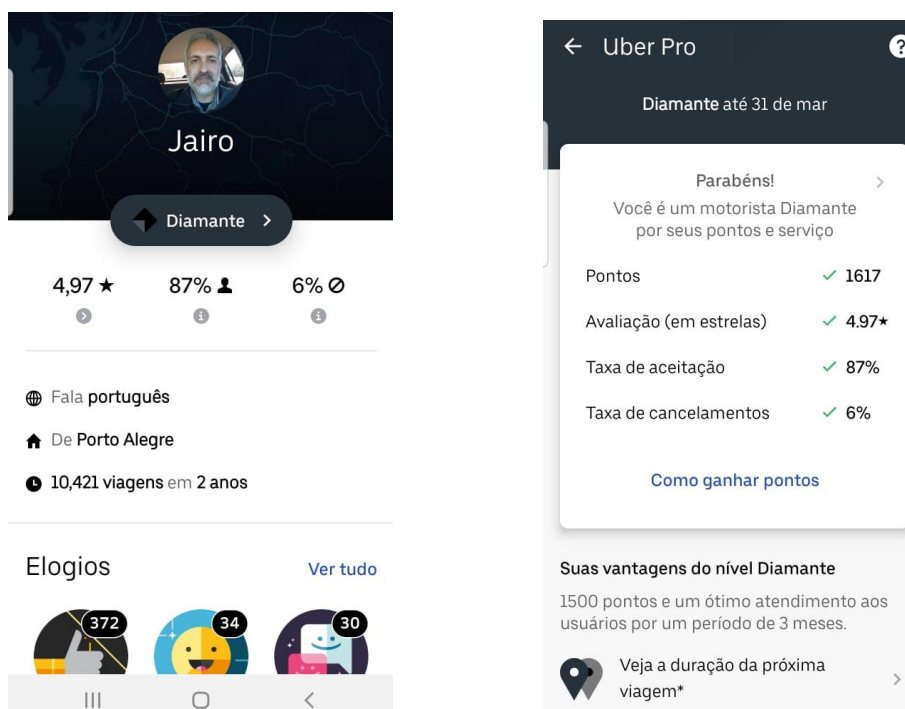 Jairo
Diamante
4,97 ★ 87% 6%
Fala português
De Porto Alegre
10,421 viagens em 2 anos
Elogios Ver tudo
372 34 30
Uber Pro ?
Diamante até 31 de mar
Parabéns!
Você é um motorista Diamante
por seus pontos e serviço
Pontos ✓ 1617
Avaliação (em estrelas) ✓ 4.97★
Taxa de aceitação ✓ 87%
Taxa de cancelamentos ✓ 6%
Como ganhar pontos
Suas vantagens do nível Diamante
1500 pontos e um ótimo atendimento aos
usuários por um período de 3 meses.
Veja a duração da próxima
viagem*